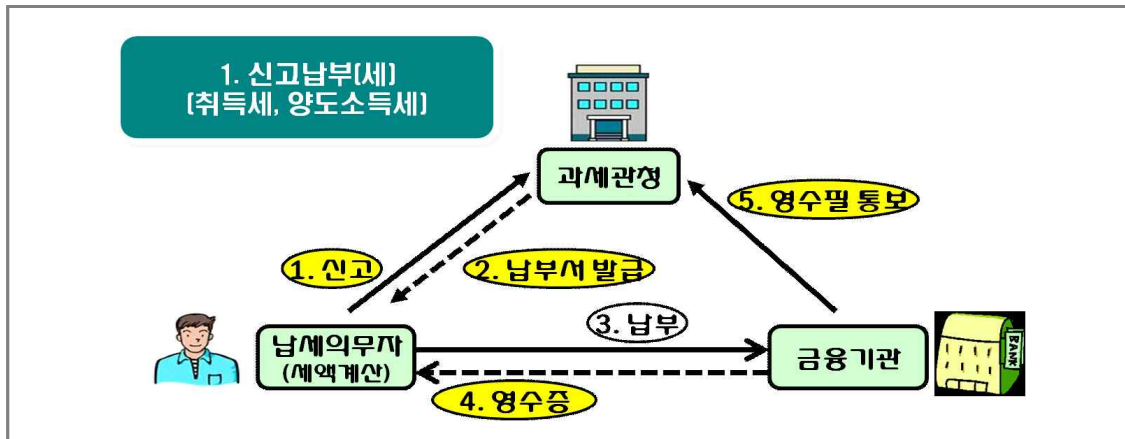 1. 신고납부(세)
(취득세, 양도소득세)
과세관청
5. 영수필 통보
1. 신고
2. 납부서 발급
3. 납부
납세의무자
(세액계산)
금융기관
BANK
4. 영수증